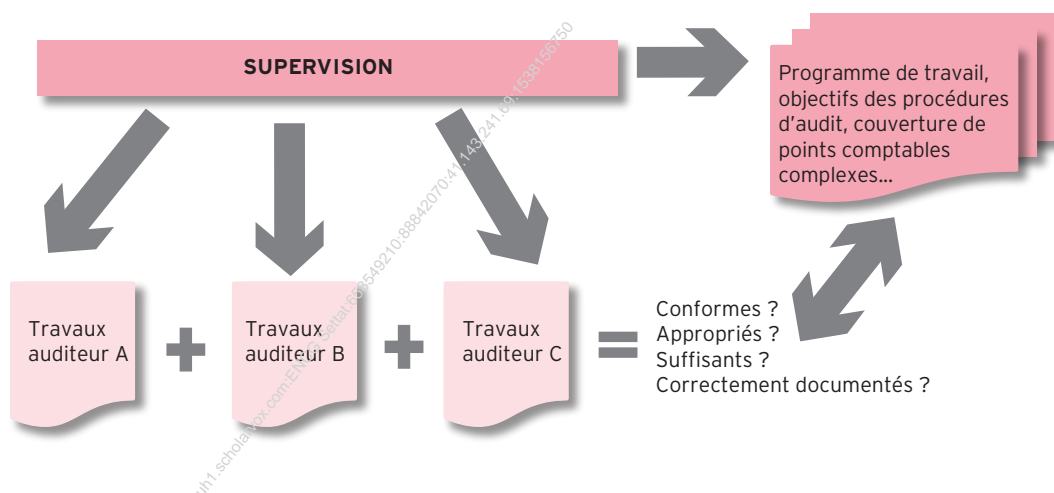 SUPERVISION
Programme de travail,
objectifs des procédures
d'audit, couverture de
points comptables
complexes...
Travaux
auditeur A
+
Travaux
auditeur B
+
Travaux
auditeur C
=
Conformes ?
Appropriés ?
Suffisants ?
Correctement documentés ?